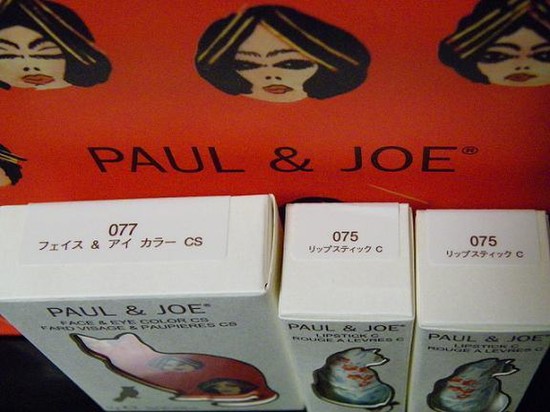 PAUL & JOE®
077
フェイス & アイ カラー CS
PAUL & JOE®
FACE & EYE COLOR CS
FARD VISAGE & PAUPIERES CS
075
リップスティック C
PAUL & JOE
LIPSTICK C
ROUGE A LEVRES C
075
リップスティック C
PAUL & JOE
LIPSTICK C
ROUGE A LEVRES C